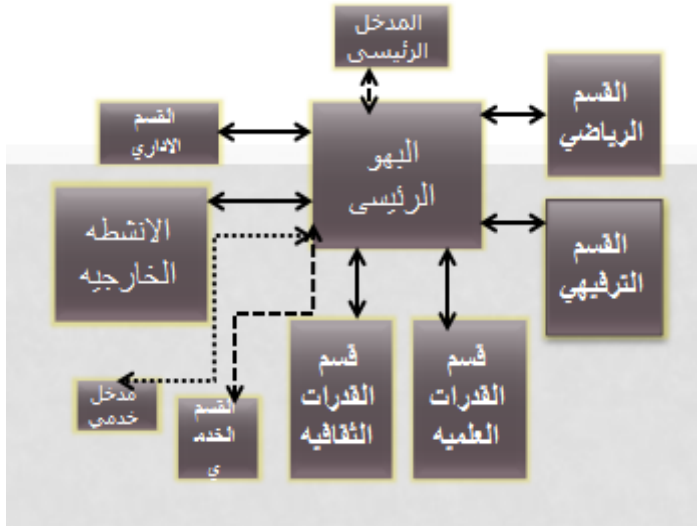 المدخل
الرئيسى
القسم
الرياضي
القسم
الاداري
البهو
الرئيسى
الانشطه
الخارجيه
القسم
الترفيهي
قسم
القدرات
الثقافيه
قسم
القدرات
العلميه
مدخل
خدمي
القسم
الخدم
ي